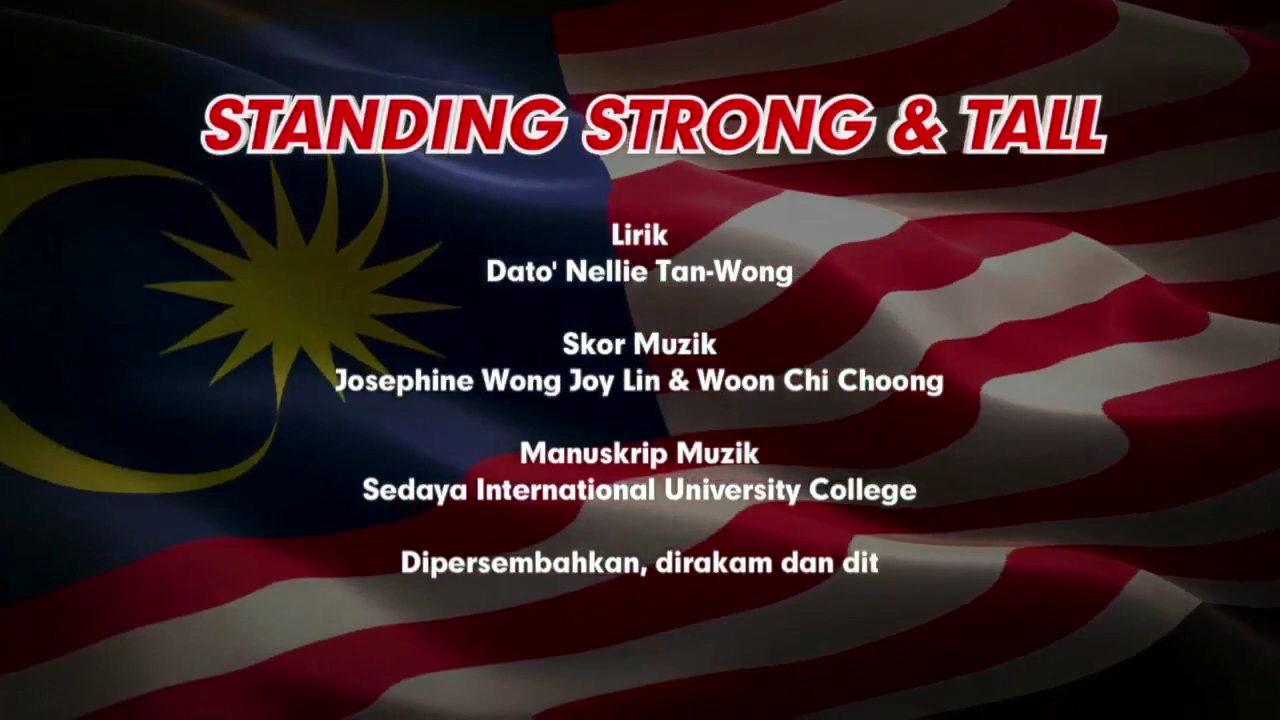 STANDING STRONG & TALL
Lirik
Dato' Nellie Tan-Wong
Skor Muzik
Josephine Wong Joy Lin & Woon Chi Choong
Manuskrip Muzik
Sedaya International University College
Dipersembahkan, dirakam dan dit